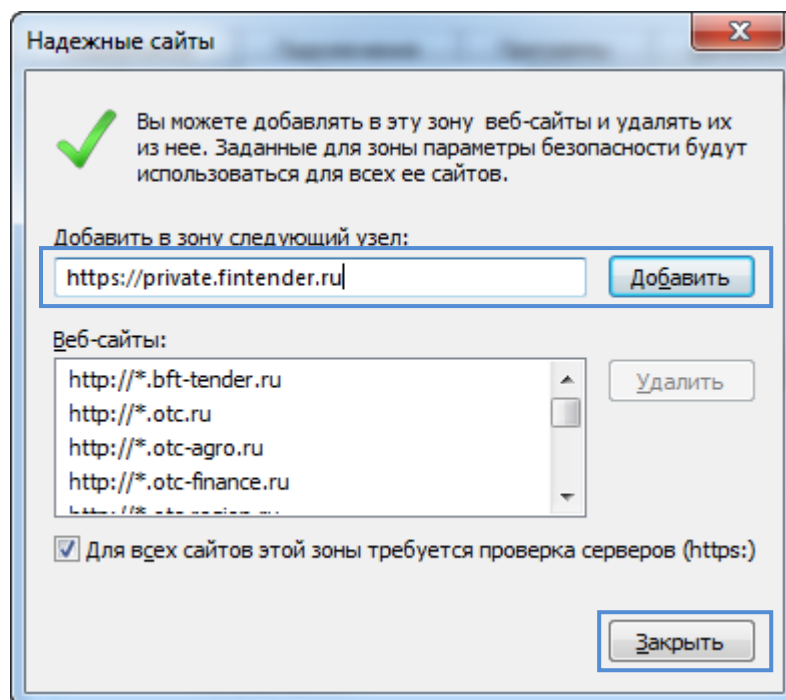 Надежные сайты
Вы можете добавлять в эту зону веб-сайты и удалять их
из нее. Заданные для зоны параметры безопасности будут
использоваться для всех ее сайтов.
Добавить в зону следующий узел:
https://private.fintender.ru
Добавить
Веб-сайты:
http://*.bft-tender.ru
Удалить
http://*.otc.ru
http://*.otc-agro.ru
http://*.otc-finance.ru
Для всех сайтов этой зоны требуется проверка серверов (https:)
Закрыть